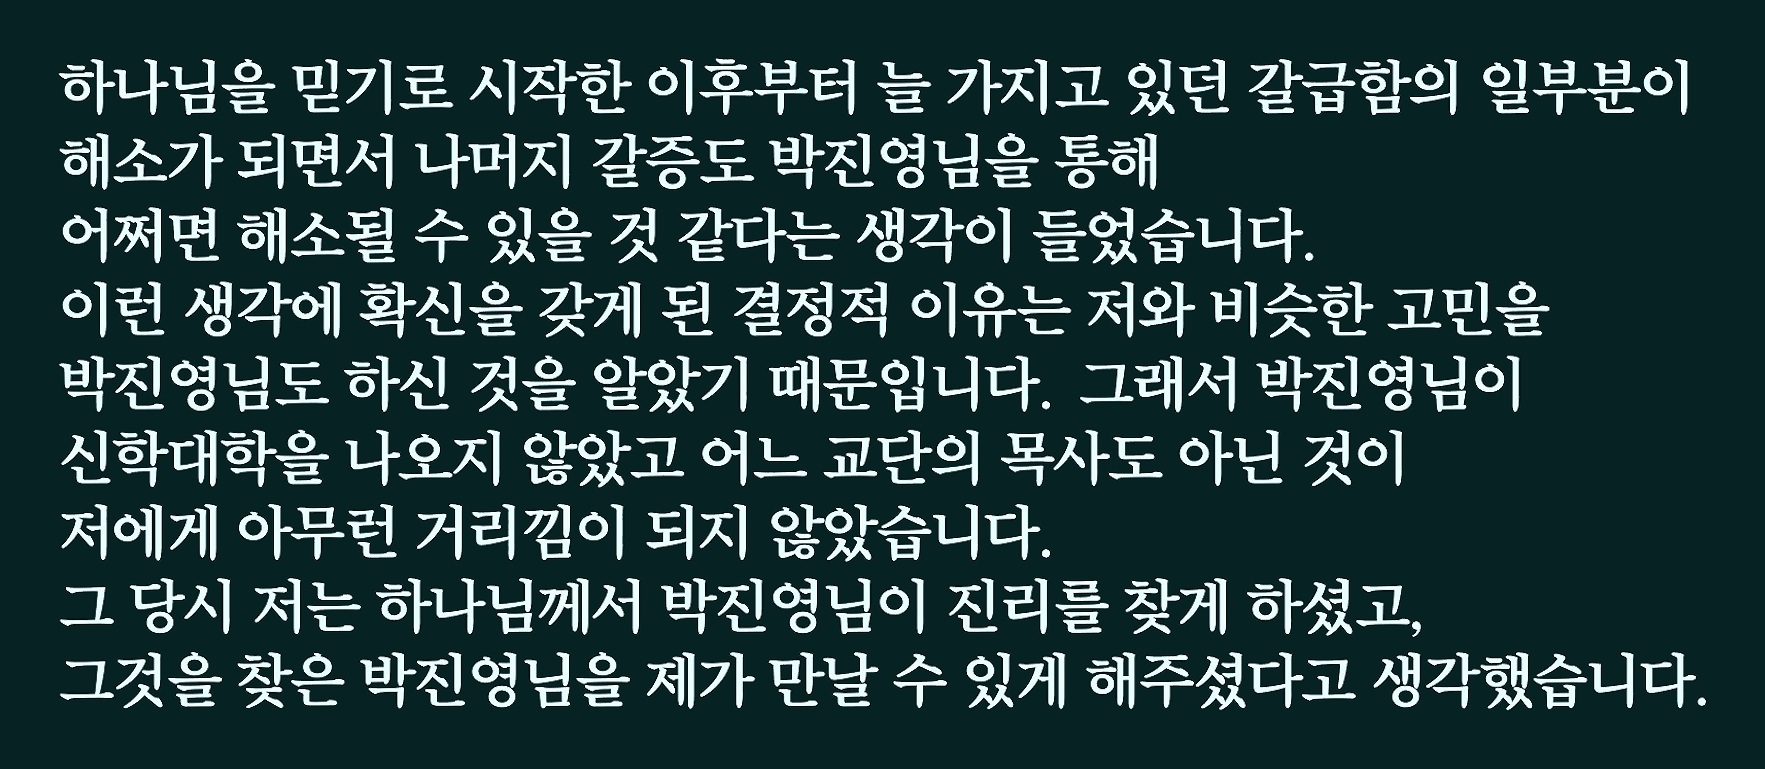 하나님을 믿기로 시작한 이후부터 늘 가지고 있던 갈급함의 일부분이
해소가 되면서 나머지 갈증도 박진영님을 통해
어쩌면 해소될 수 있을 것 같다는 생각이 들었습니다.
이런 생각에 확신을 갖게 된 결정적 이유는 저와 비슷한 고민을
박진영님도 하신 것을 알았기 때문입니다. 그래서 박진영님이
신학대학을 나오지 않았고 어느 교단의 목사도 아닌 것이
저에게 아무런 거리낌이 되지 않았습니다.
그 당시 저는 하나님께서 박진영님이 진리를 찾게 하셨고,
그것을 찾은 박진영님을 제가 만날 수 있게 해주셨다고 생각했습니다.